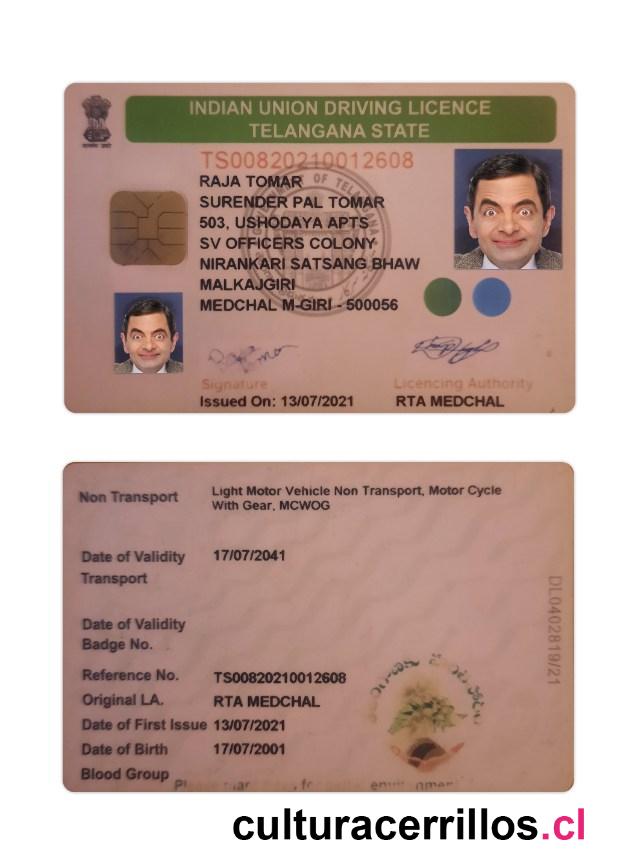 INDIAN UNION DRIVING LICENCE
TELANGANA STATE
TS00820210012608
RAJA TOMAR
SURENDER PAL TOMAR
503, USHODAYA APTS
SV OFFICERS COLONY
NIRANKARI SATSANG BHAW
MALKAJGIRI
MEDCHAL M-GIRI - 500056
Signature
Licencing Authority
Issued On: 13/07/2021
RTA MEDCHAL
Non Transport Light Motor Vehicle Non Transport, Motor Cycle
With Gear, MCWOG
Date of Validity 17/07/2041
Transport
Date of Validity
Badge No.
Reference No. TS00820210012608
Original LA. RTA MEDCHAL
Date of First Issue 13/07/2021
Date of Birth 17/07/2001
Blood Group
DL0402819/21
culturacerrillos.cl